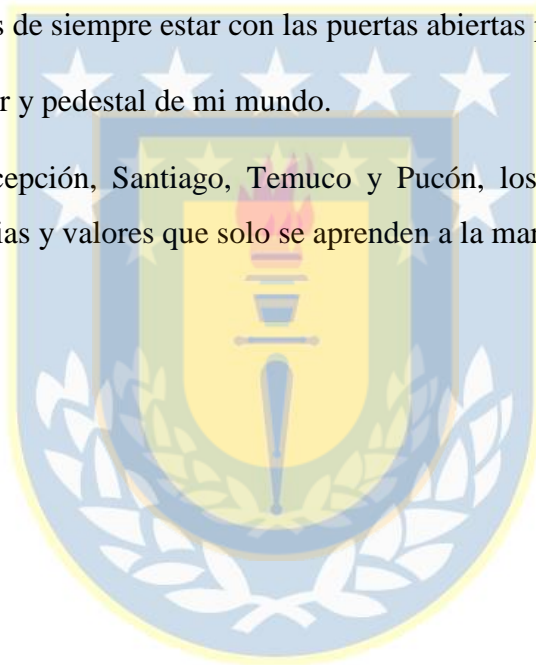 s de siempre estar con las puertas abiertas
r y pedestal de mi mundo.
cepción, Santiago, Temuco y Pucón, los
ias y valores que solo se aprenden a la mar